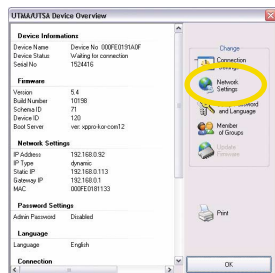 UTMA/UTSA Device Overview
Device Informations
Device Name Device No 000FE0191A0F
Device Status Waiting for connection
Serial No. 1524416
Firmware
Version 5.4
Build Number 10198
Schema ID 71
Device ID 120
Boot Server ver. xppro-kor-com12
Network Settings
IP Address 192.168.0.92
IP Type dynamic
Static IP 192.168.0.113
Gateway IP 192.168.0.1
MAC 000FE0181133
Password Settings
Admin Password Disabled
Language
Language English
Connection
Change
Connection
Network
Settings
and Language
Member
of Groups
Update
Firmware
Print
OK